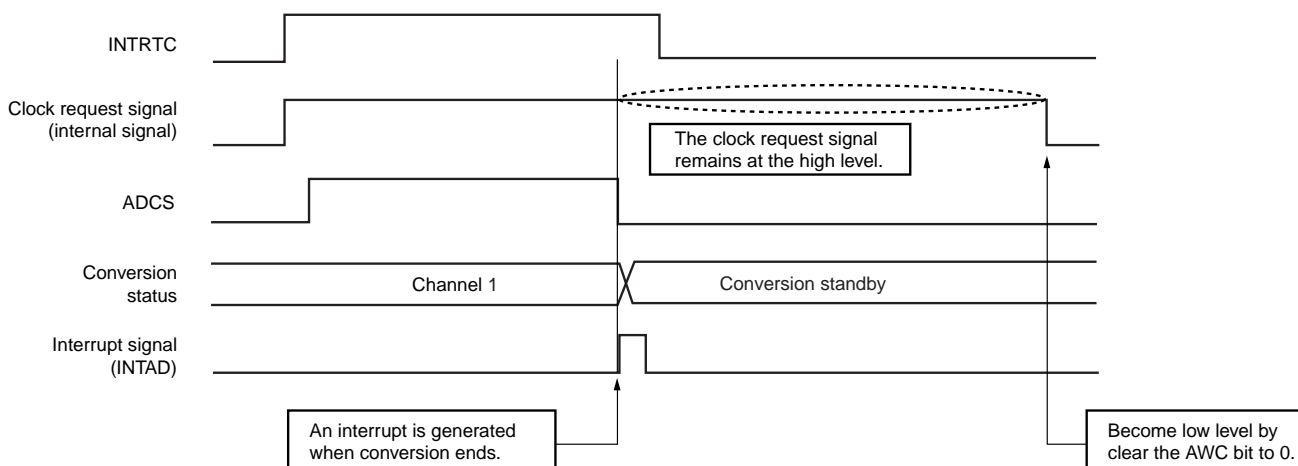 INTRTC
Clock request signal
(internal signal)
The clock request signal
remains at the high level.
ADCS
Conversion
status
Channel 1
Conversion standby
Interrupt signal
(INTAD)
An interrupt is generated
when conversion ends.
Become low level by
clear the AWC bit to 0.